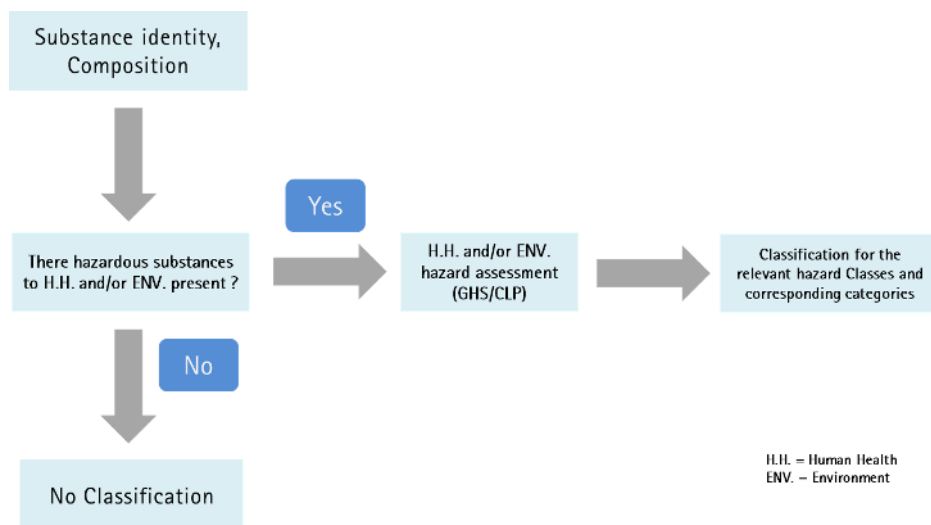 Substance identity,
Composition
Yes
There hazardous substances
to H.H. and/or ENV. present ?
H.H. and/or ENV.
hazard assessment
(GHS/CLP)
Classification for the
relevant hazard Classes and
corresponding categories
No
No Classification
H.H. = Human Health
ENV. – Environment